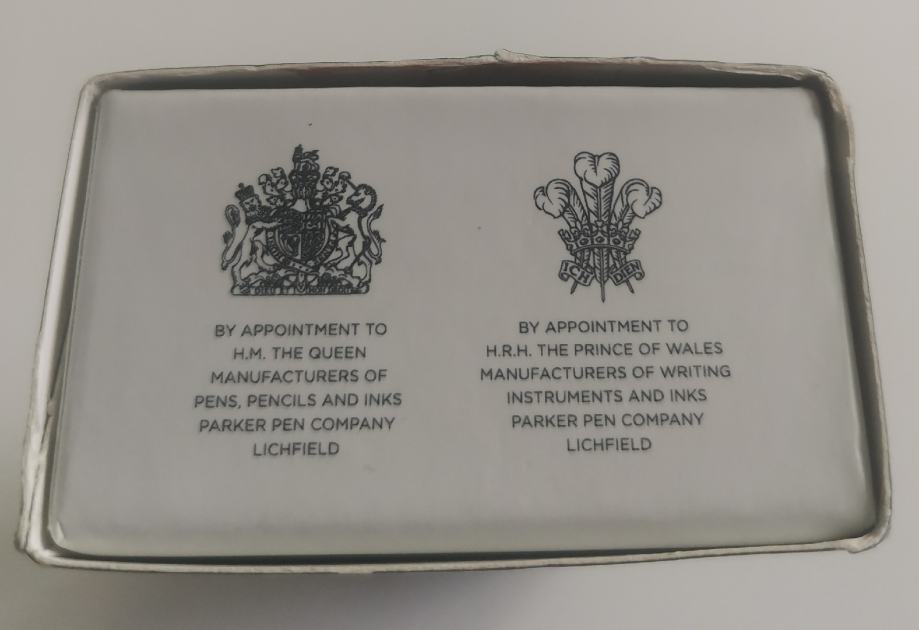 ICH DIEN
BY APPOINTMENT TO
H.M. THE QUEEN
MANUFACTURERS OF
PENS, PENCILS AND INKS
PARKER PEN COMPANY
LICHFIELD
BY APPOINTMENT TO
H.R.H. THE PRINCE OF WALES
MANUFACTURERS OF WRITING
INSTRUMENTS AND INKS
PARKER PEN COMPANY
LICHFIELD